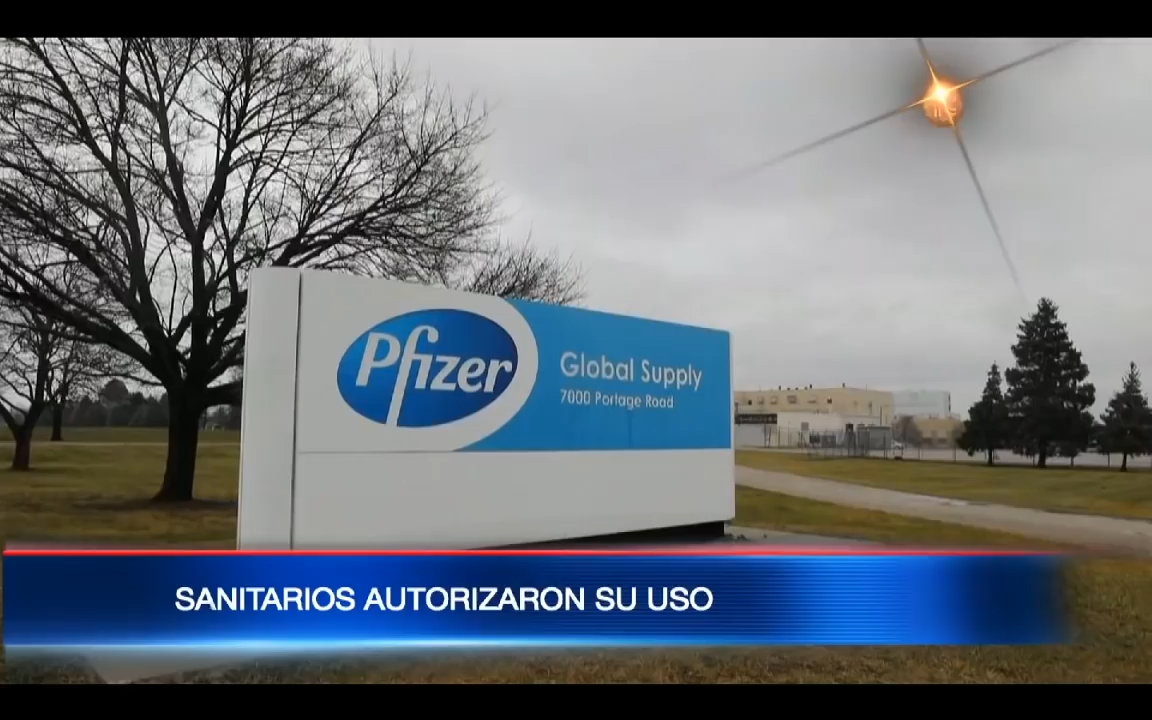 Pfizer
Global Supply
7000 Portage Road
SANITARIOS AUTORIZARON SU USO